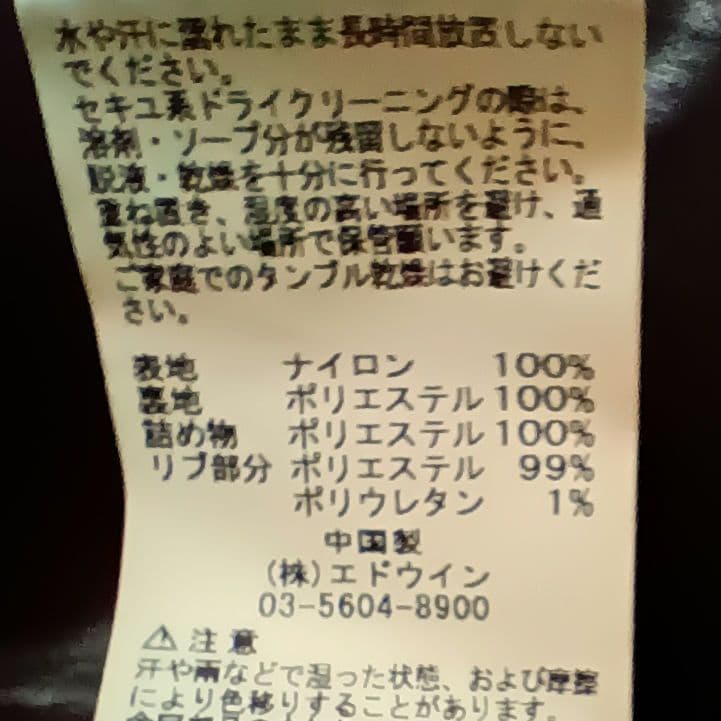 水や汗に濡れたまま長時間放置しない
でください。
セキユ系ドライクリーニングの際は、
溶剤・ソープ分が残留しないように、
脱液・乾燥を十分に行ってください。
重ね置き、湿度の高い場所を避け、通
気性のよい場所で保管願います。
ご家庭でのタンブル乾燥はお避けくだ
さい。
表地 ナイロン 100%
裏地 ポリエステル 100%
詰め物 ポリエステル 100%
リブ部分 ポリエステル 99%
ポリウレタン 1%
中国製
(株)エドウイン
03-5604-8900
⚠注意
汗や雨などで湿った状態、および摩擦
により色移りすることがあります。